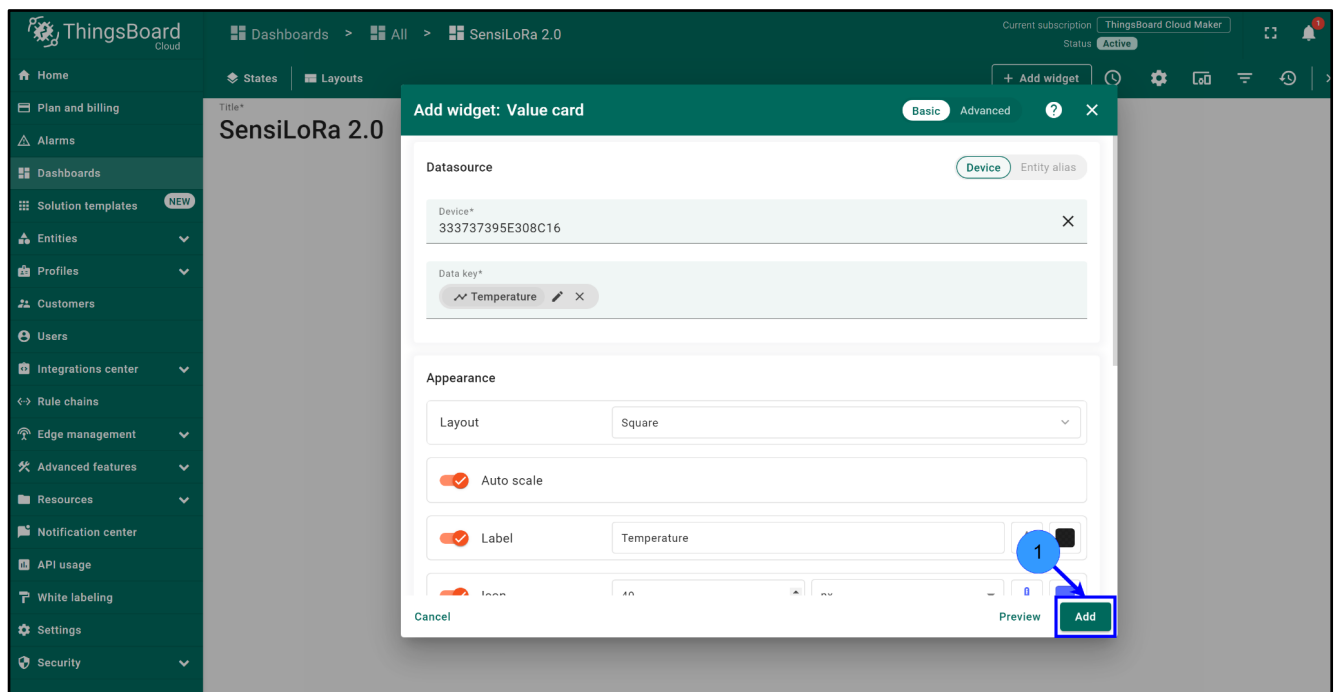 ThingsBoard
Cloud
Dashboards > All > SensiLoRa 2.0
Current subscription ThingsBoard Cloud Maker
Status Active
1
Home
Plan and billing
Alarms
Dashboards
Solution templates NEW
Entities
Profiles
Customers
Users
Integrations center
Rule chains
Edge management
Advanced features
Resources
Notification center
API usage
White labeling
Settings
Security
States Layouts
+ Add widget
Title*
SensiLoRa 2.0
Add widget: Value card
Basic Advanced ?
Datasource
Device Entity alias
Device*
333737395E308C16
Data key*
Temperature
Appearance
Layout Square
Auto scale
Label Temperature
1
Icon 40 px
Cancel Preview Add